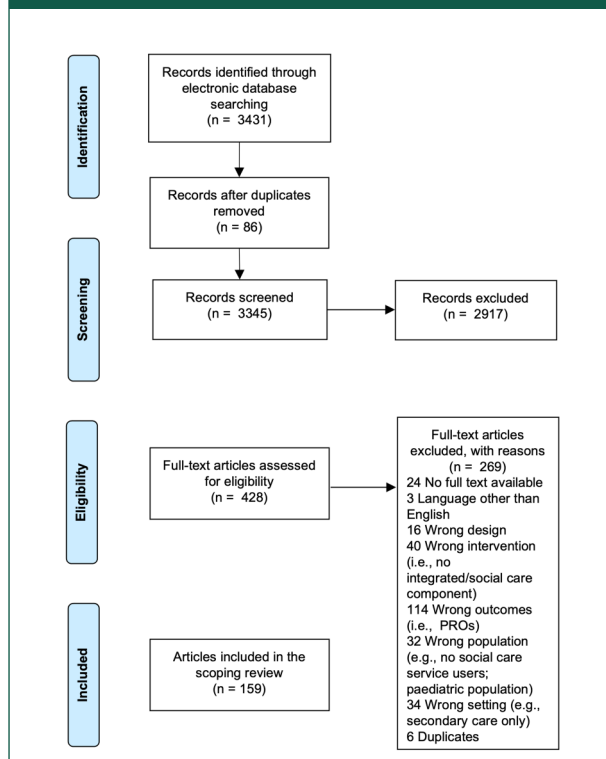 Identification
Records identified through
electronic database
searching
(n = 3431)
Records after duplicates
removed
(n = 86)
Screening
Records screened
(n = 3345)
Records excluded
(n = 2917)
Eligibility
Full-text articles assessed
for eligibility
(n = 428)
Full-text articles
excluded, with reasons
(n = 269)
24 No full text available
3 Language other than
English
16 Wrong design
40 Wrong intervention
(i.e., no
integrated/social care
component)
114 Wrong outcomes
(i.e., PROs)
32 Wrong population
(e.g., no social care
service users;
paediatric population)
34 Wrong setting (e.g.,
secondary care only)
6 Duplicates
Included
Articles included in the
scoping review
(n = 159)